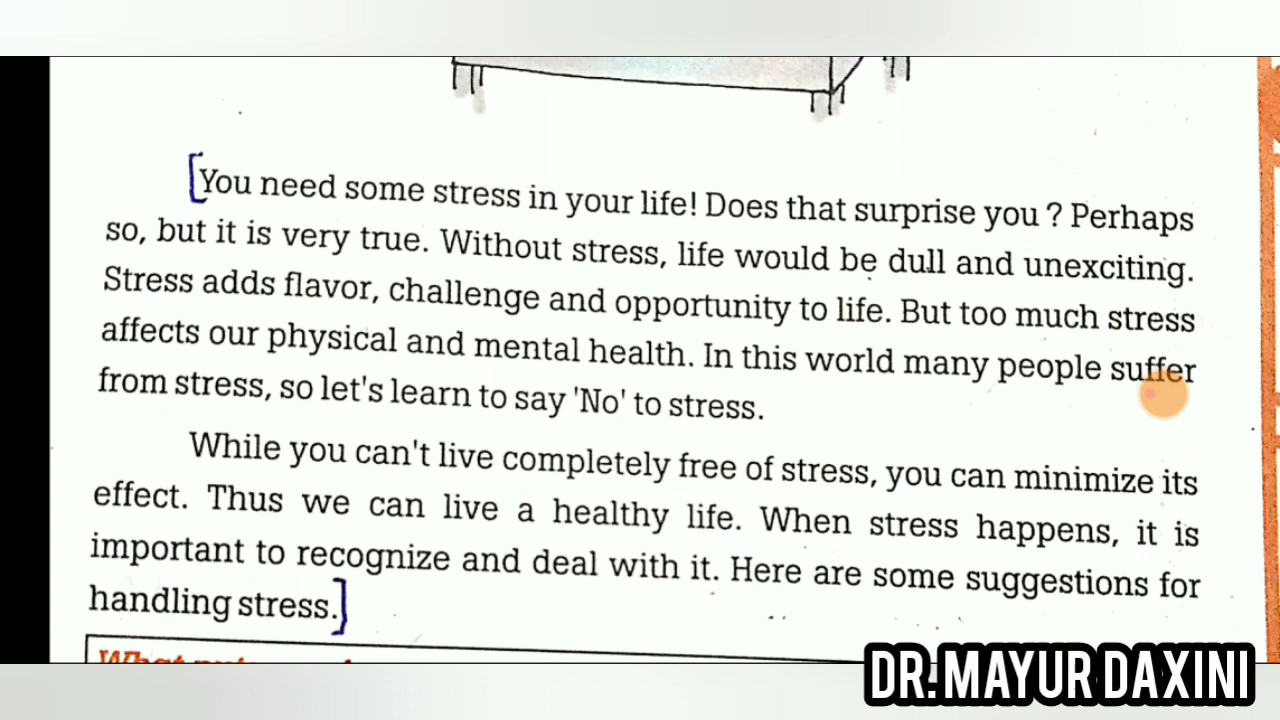 [You need some stress in your life! Does that surprise you ? Perhaps
so, but it is very true. Without stress, life would be dull and unexciting.
Stress adds flavor, challenge and opportunity to life. But too much stress
affects our physical and mental health. In this world many people suffer
from stress, so let's learn to say 'No' to stress.
While you can't live completely free of stress, you can minimize its
effect. Thus we can live a healthy life. When stress happens, it is
important to recognize and deal with it. Here are some suggestions for
handling stress.]
What
DR. MAYUR DAXINI